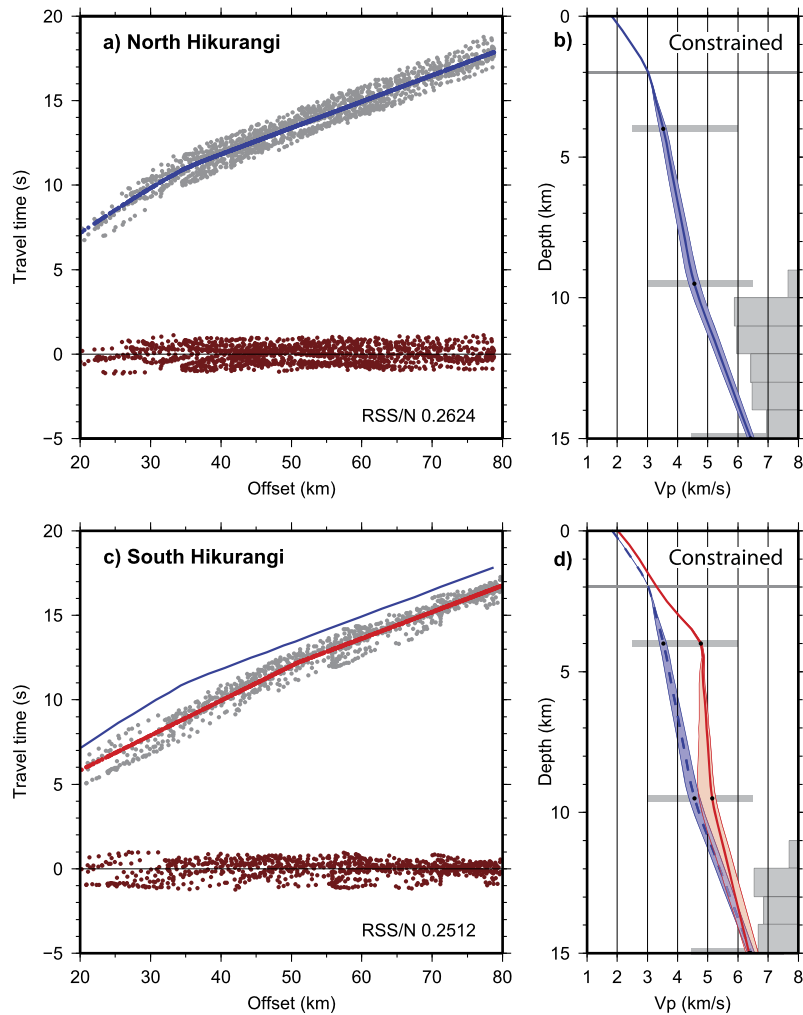 a) North Hikurangi
20
15
10
5
0
−5
Travel time (s)
RSS/N 0.2624
20 30 40 50 60 70 80
Offset (km)
b)
Constrained
0
5
10
15
Depth (km)
1 2 3 4 5 6 7 8
Vp (km/s)
c) South Hikurangi
20
15
10
5
0
−5
Travel time (s)
RSS/N 0.2512
20 30 40 50 60 70 80
Offset (km)
d)
Constrained
0
5
10
15
Depth (km)
1 2 3 4 5 6 7 8
Vp (km/s)